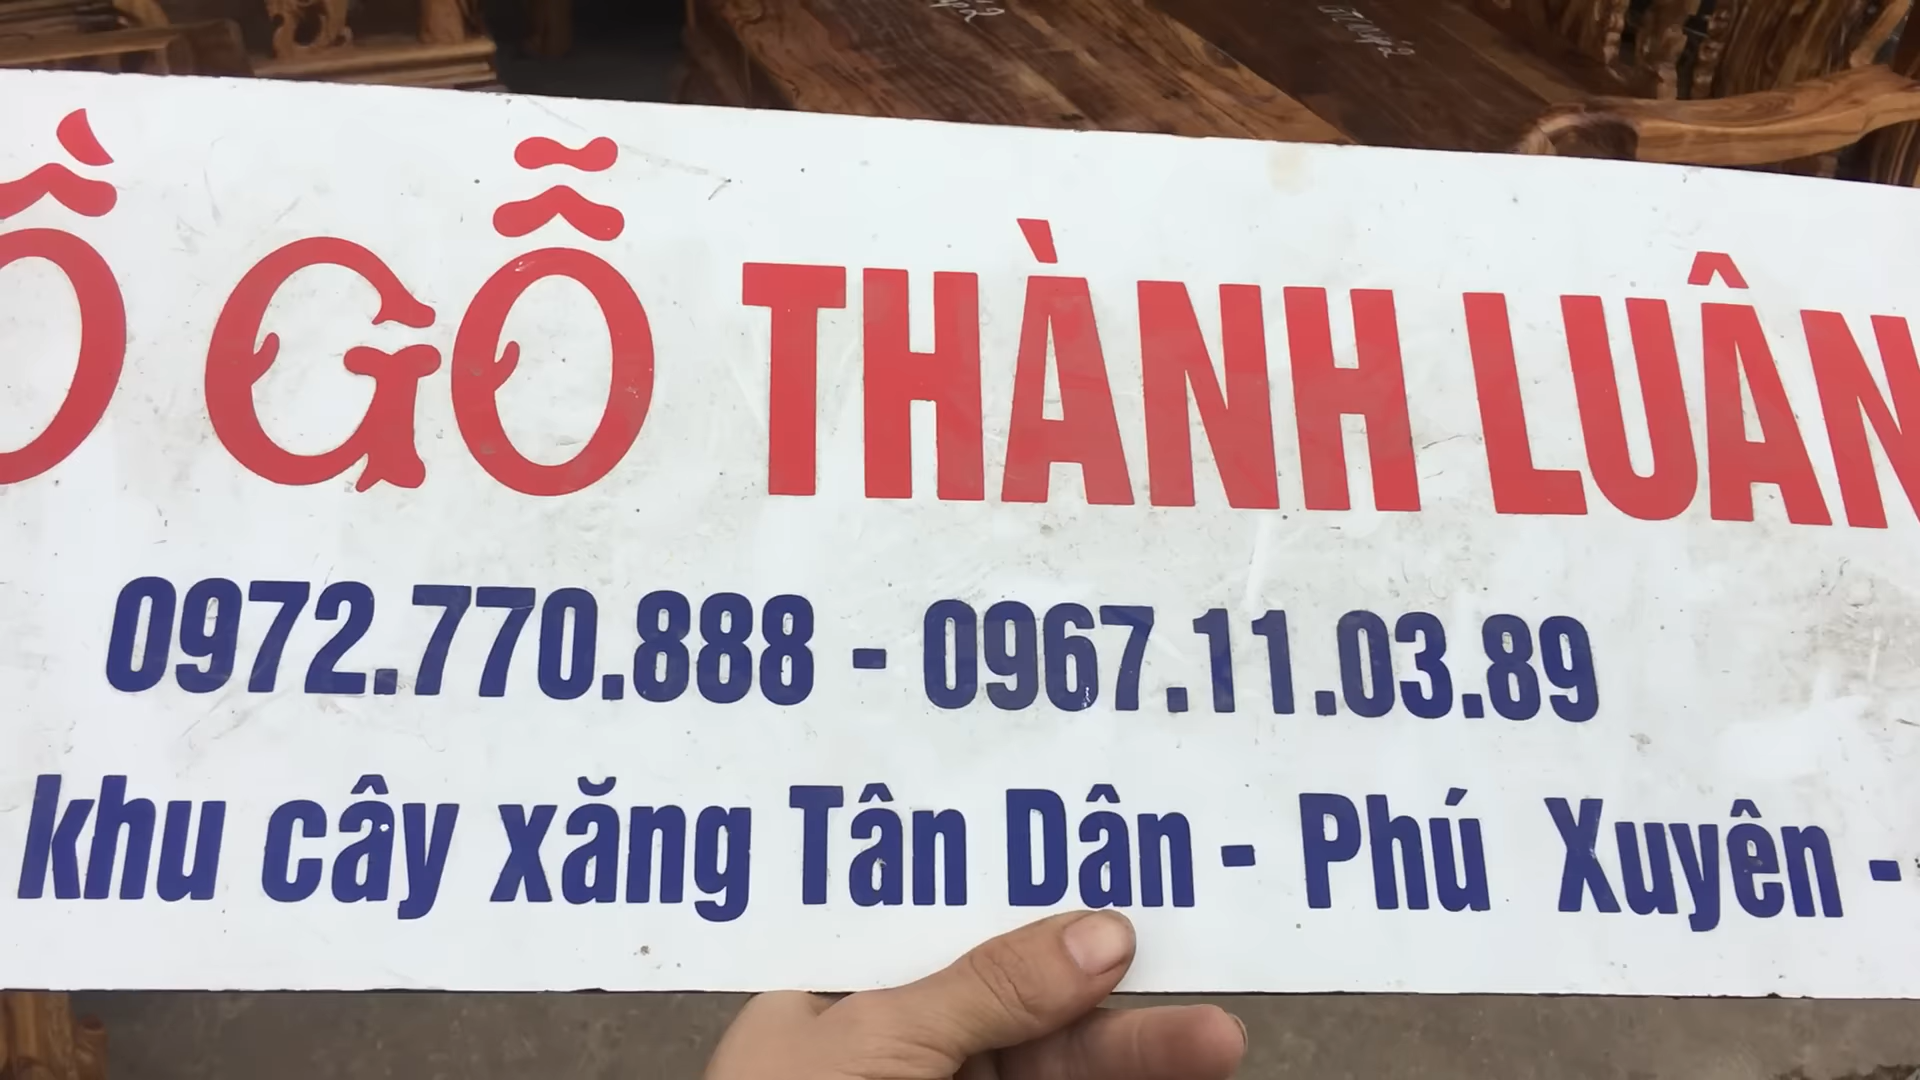 Ồ GỖ THÀNH LUÂN
0972.770.888 - 0967.11.03.89
khu cây xăng Tân Dân - Phú Xuyên -